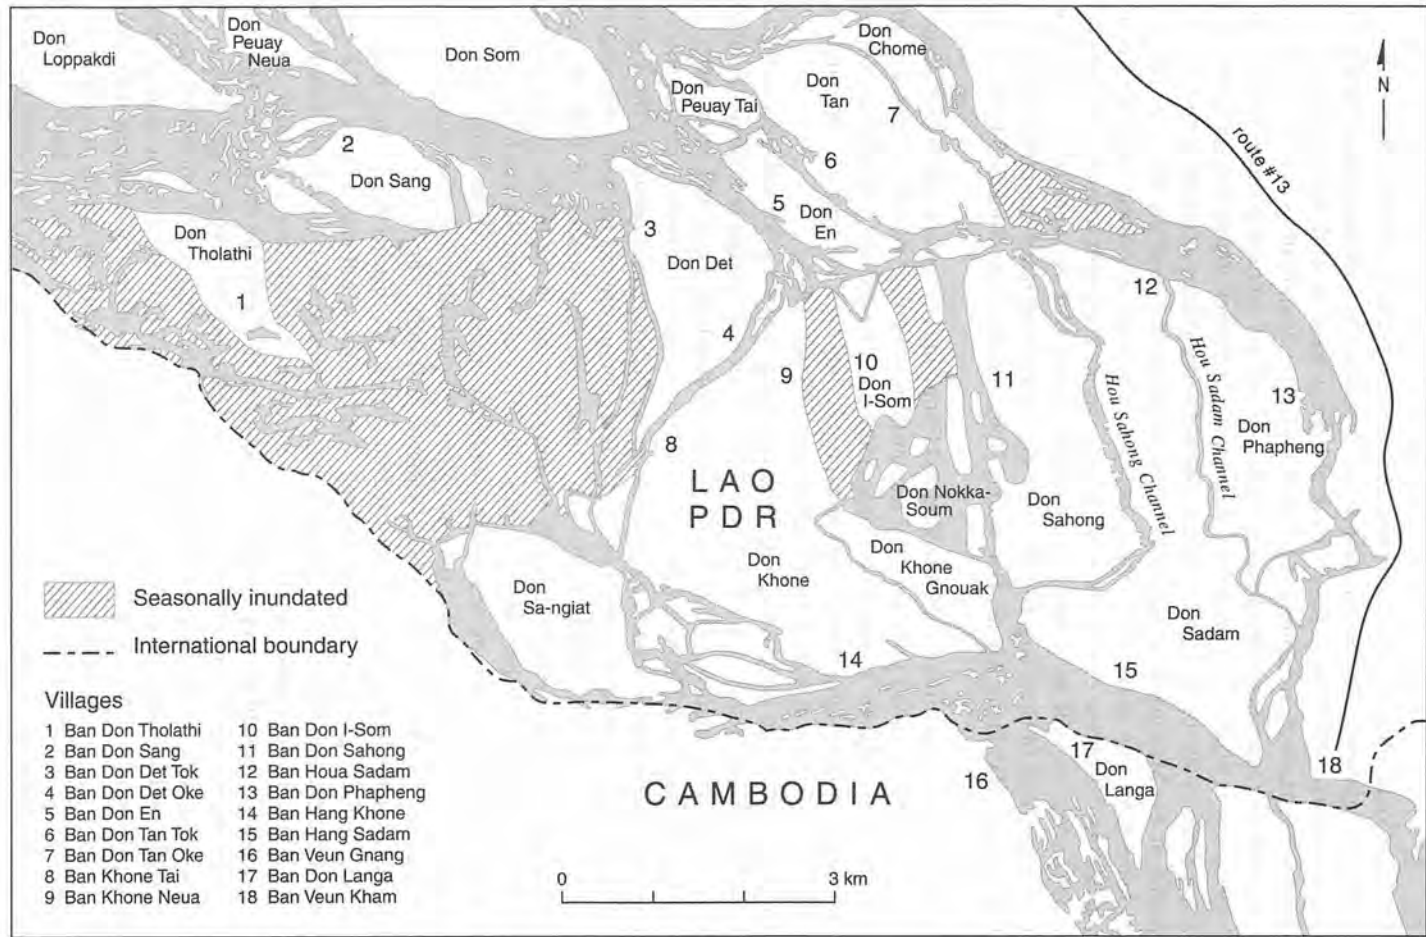 Don
Loppakdi
Don
Peuay
Neua
Don Som
Don
Chome
Don
Peuay Tai
Don
Tan
7
N
route #13
2
Don Sang
6
5
Don
En
3
Don
Tholathi
Don Det
1
12
4
9
10
Don
I-Som
11
Hou Sahong Channel
Hou Sadam Channel
13
Don
Phapheng
8
LAO
PDR
Don Nokka-
Soum
Don
Sahong
Don
Khone
Don
Khone
Gnouak
Don
Sa-ngiat
Don
Sadam
14
15
Seasonally inundated
International boundary
16
17
Don
Langa
18
CAMBODIA
Villages
1 Ban Don Tholathi
2 Ban Don Sang
3 Ban Don Det Tok
4 Ban Don Det Oke
5 Ban Don En
6 Ban Don Tan Tok
7 Ban Don Tan Oke
8 Ban Khone Tai
9 Ban Khone Neua
10 Ban Don I-Som
11 Ban Don Sahong
12 Ban Houa Sadam
13 Ban Don Phapheng
14 Ban Hang Khone
15 Ban Hang Sadam
16 Ban Veun Gnang
17 Ban Don Langa
18 Ban Veun Kham
0 3 km